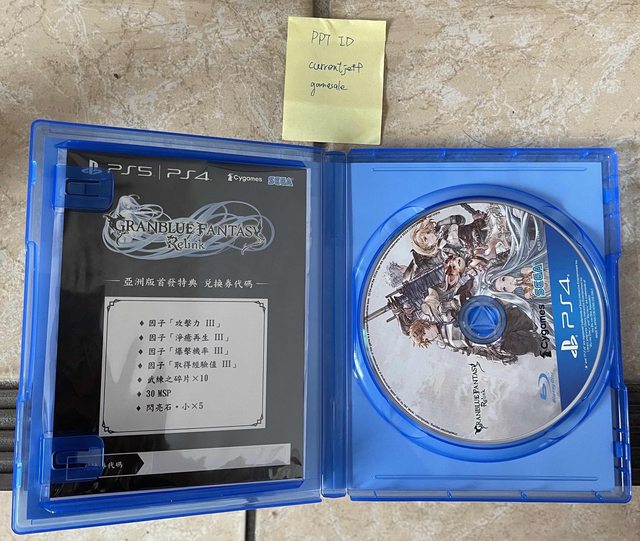 PPT ID
currentjeff
gamesale
PS5 | PS4
Cygames
SEGA
GRANBLUE FANTASY
Relink
亞洲版首發特典 兌換券代碼
♦ 因子「攻擊力 III」
♦ 因子「淨癒再生 III」
♦ 因子「爆擊機率 III」
♦ 因子「取得經驗值 III」
♦ 武練之碎片×10
♦ 30 MSP
♦ 閃亮石・小×5
代碼
PS4
Cygames
SEGA
GRANBLUE FANTASY
Relink